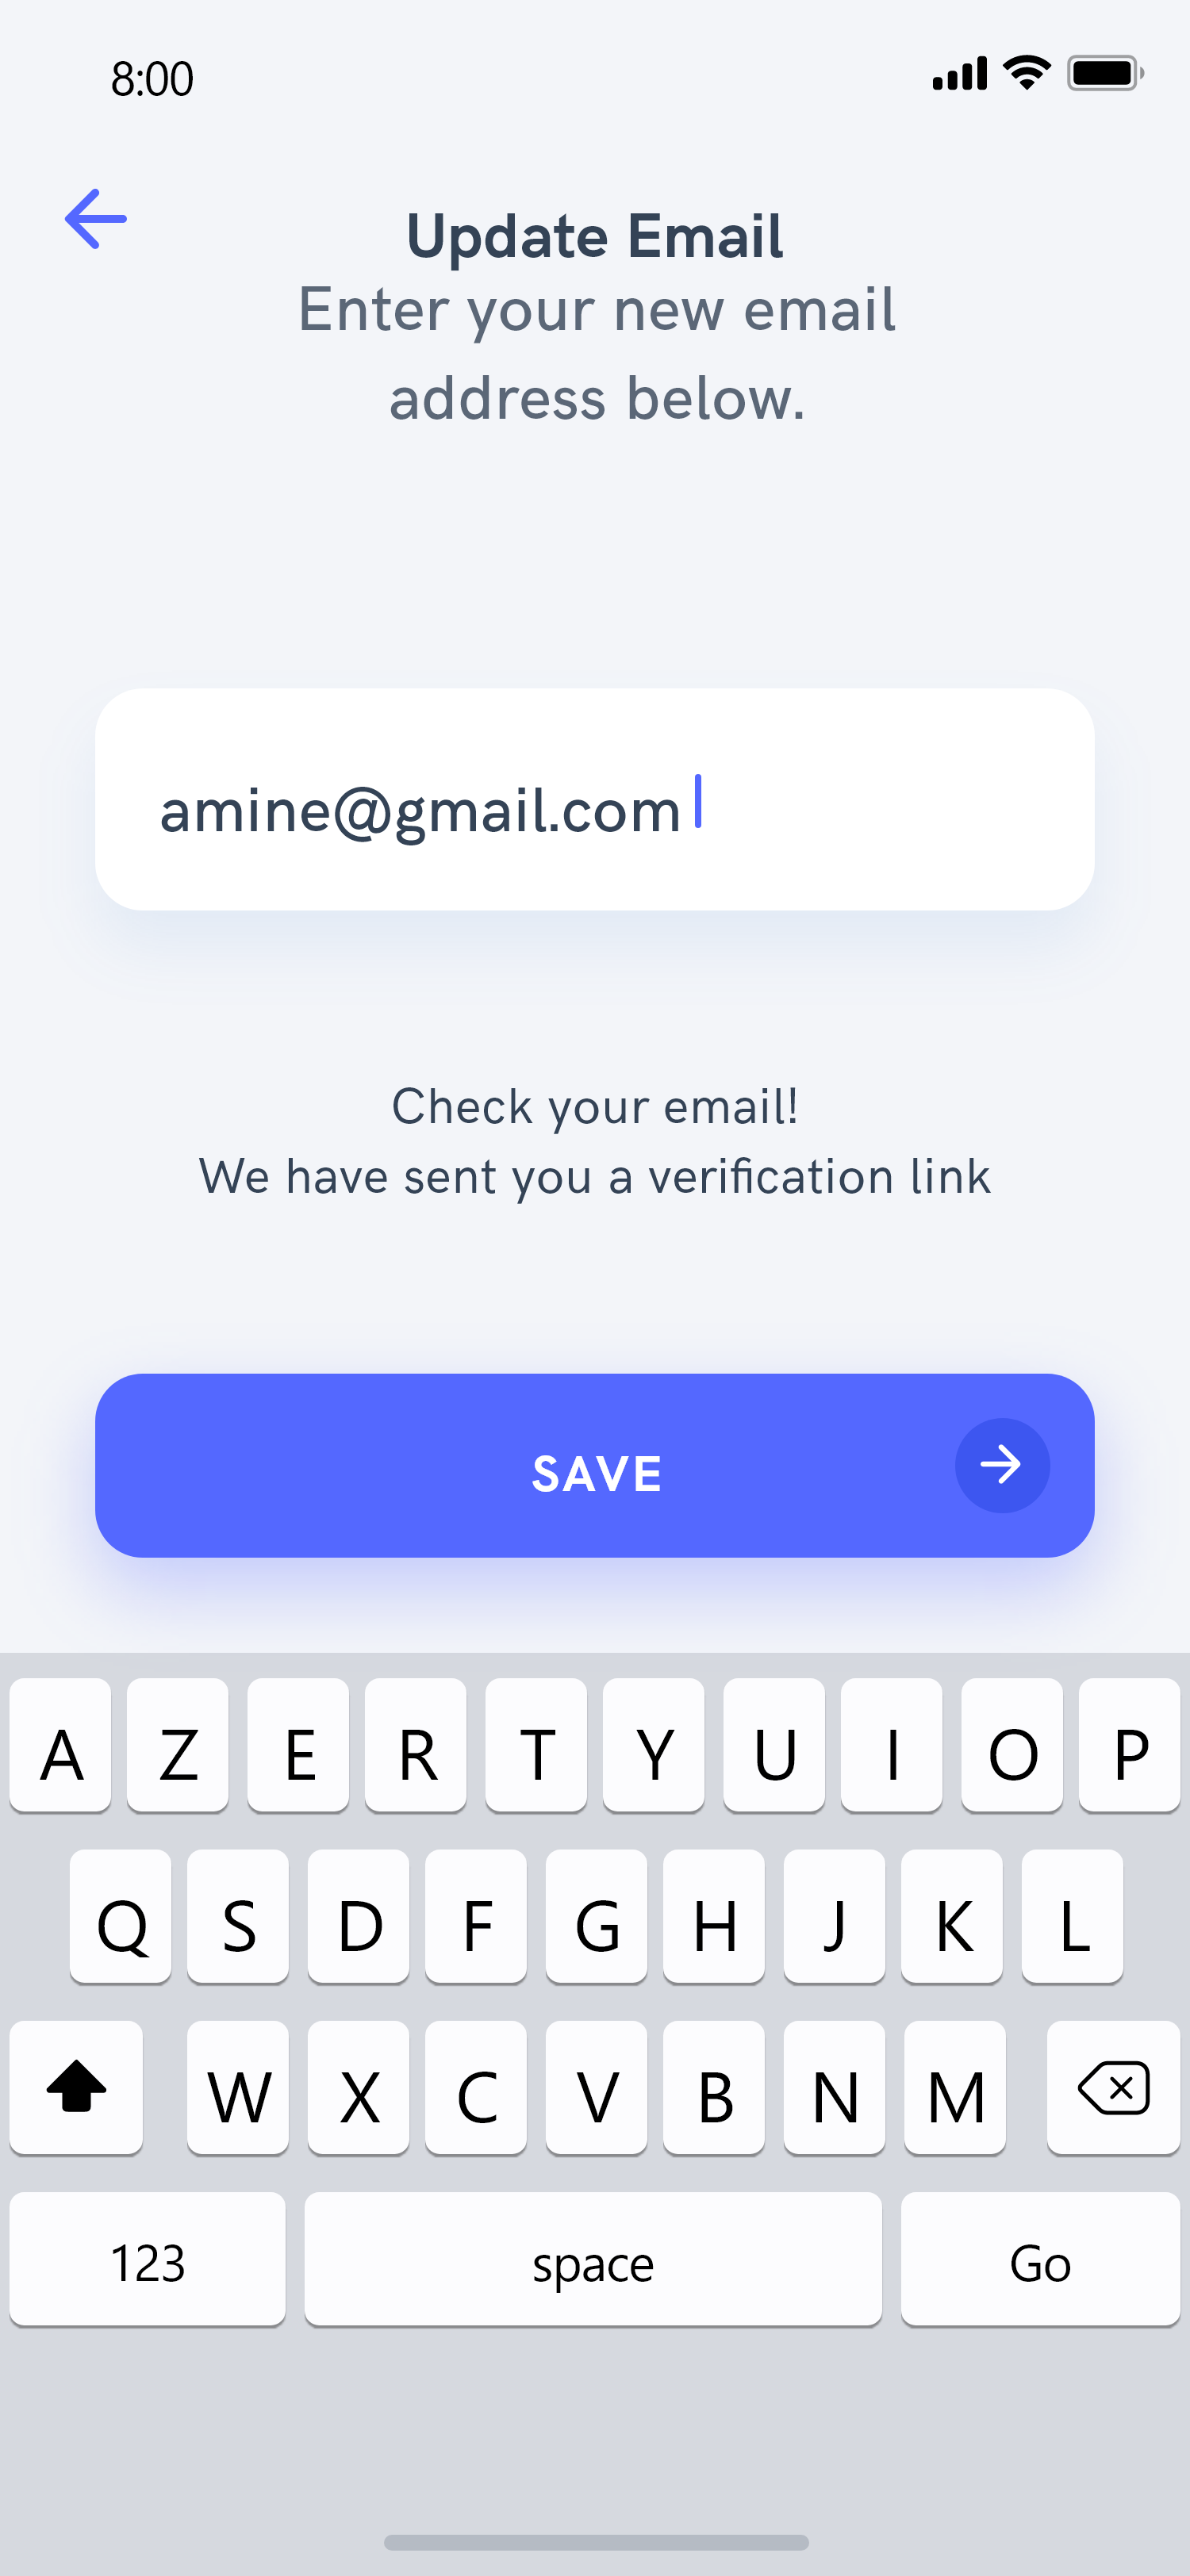 8:00
Update Email
Enter your new email
address below.
amine@gmail.com
Check your email!
We have sent you a verification link
SAVE
A Z E R T Y U I O P
Q S D F G H J K L
W X C V B N M
123 space Go